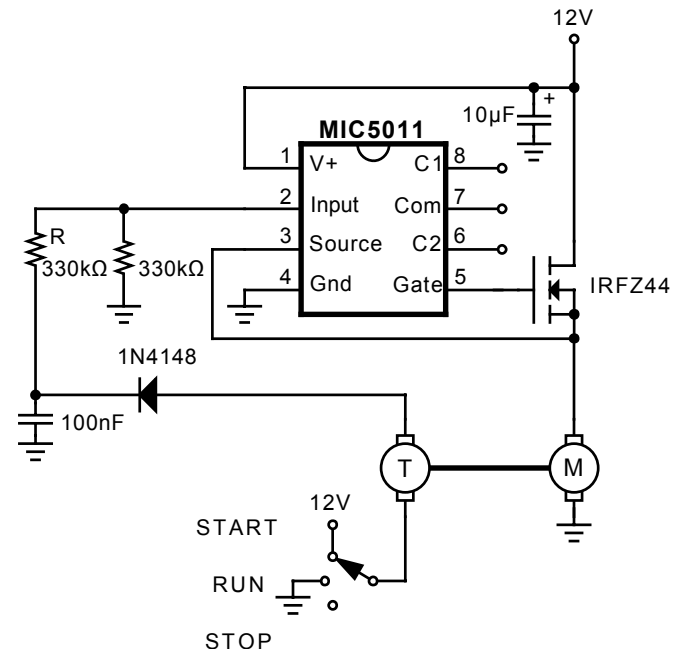 12V
10µF
+
MIC5011
1
V+
C1
8
2
Input
Com
7
3
Source
C2
6
4
Gnd
Gate
5
R
330kΩ
330kΩ
IRFZ44
1N4148
100nF
T
M
12V
START
RUN
STOP